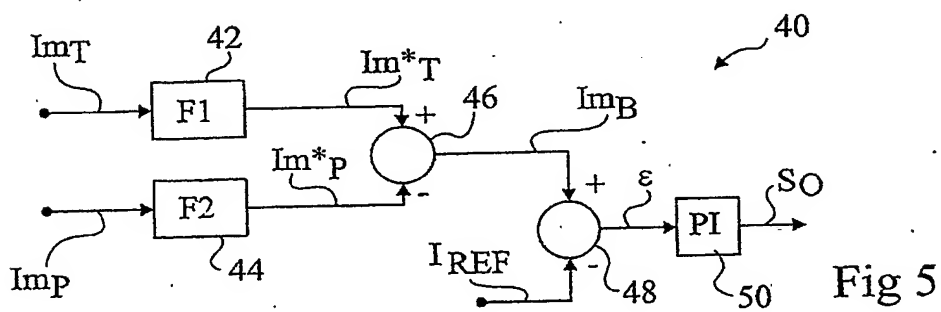 40
42
ImT
Im*T
F1
+
46
ImB
Im*P
-
+
ε
SO
F2
PI
ImP
44
IREF
-
48
50
Fig 5